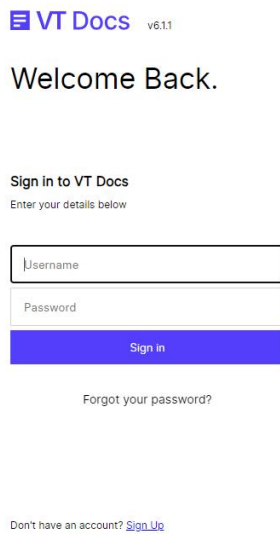 VT Docs v6.1.1
Welcome Back.
Sign in to VT Docs
Enter your details below
Username
Password
Sign in
Forgot your password?
Don't have an account? Sign Up